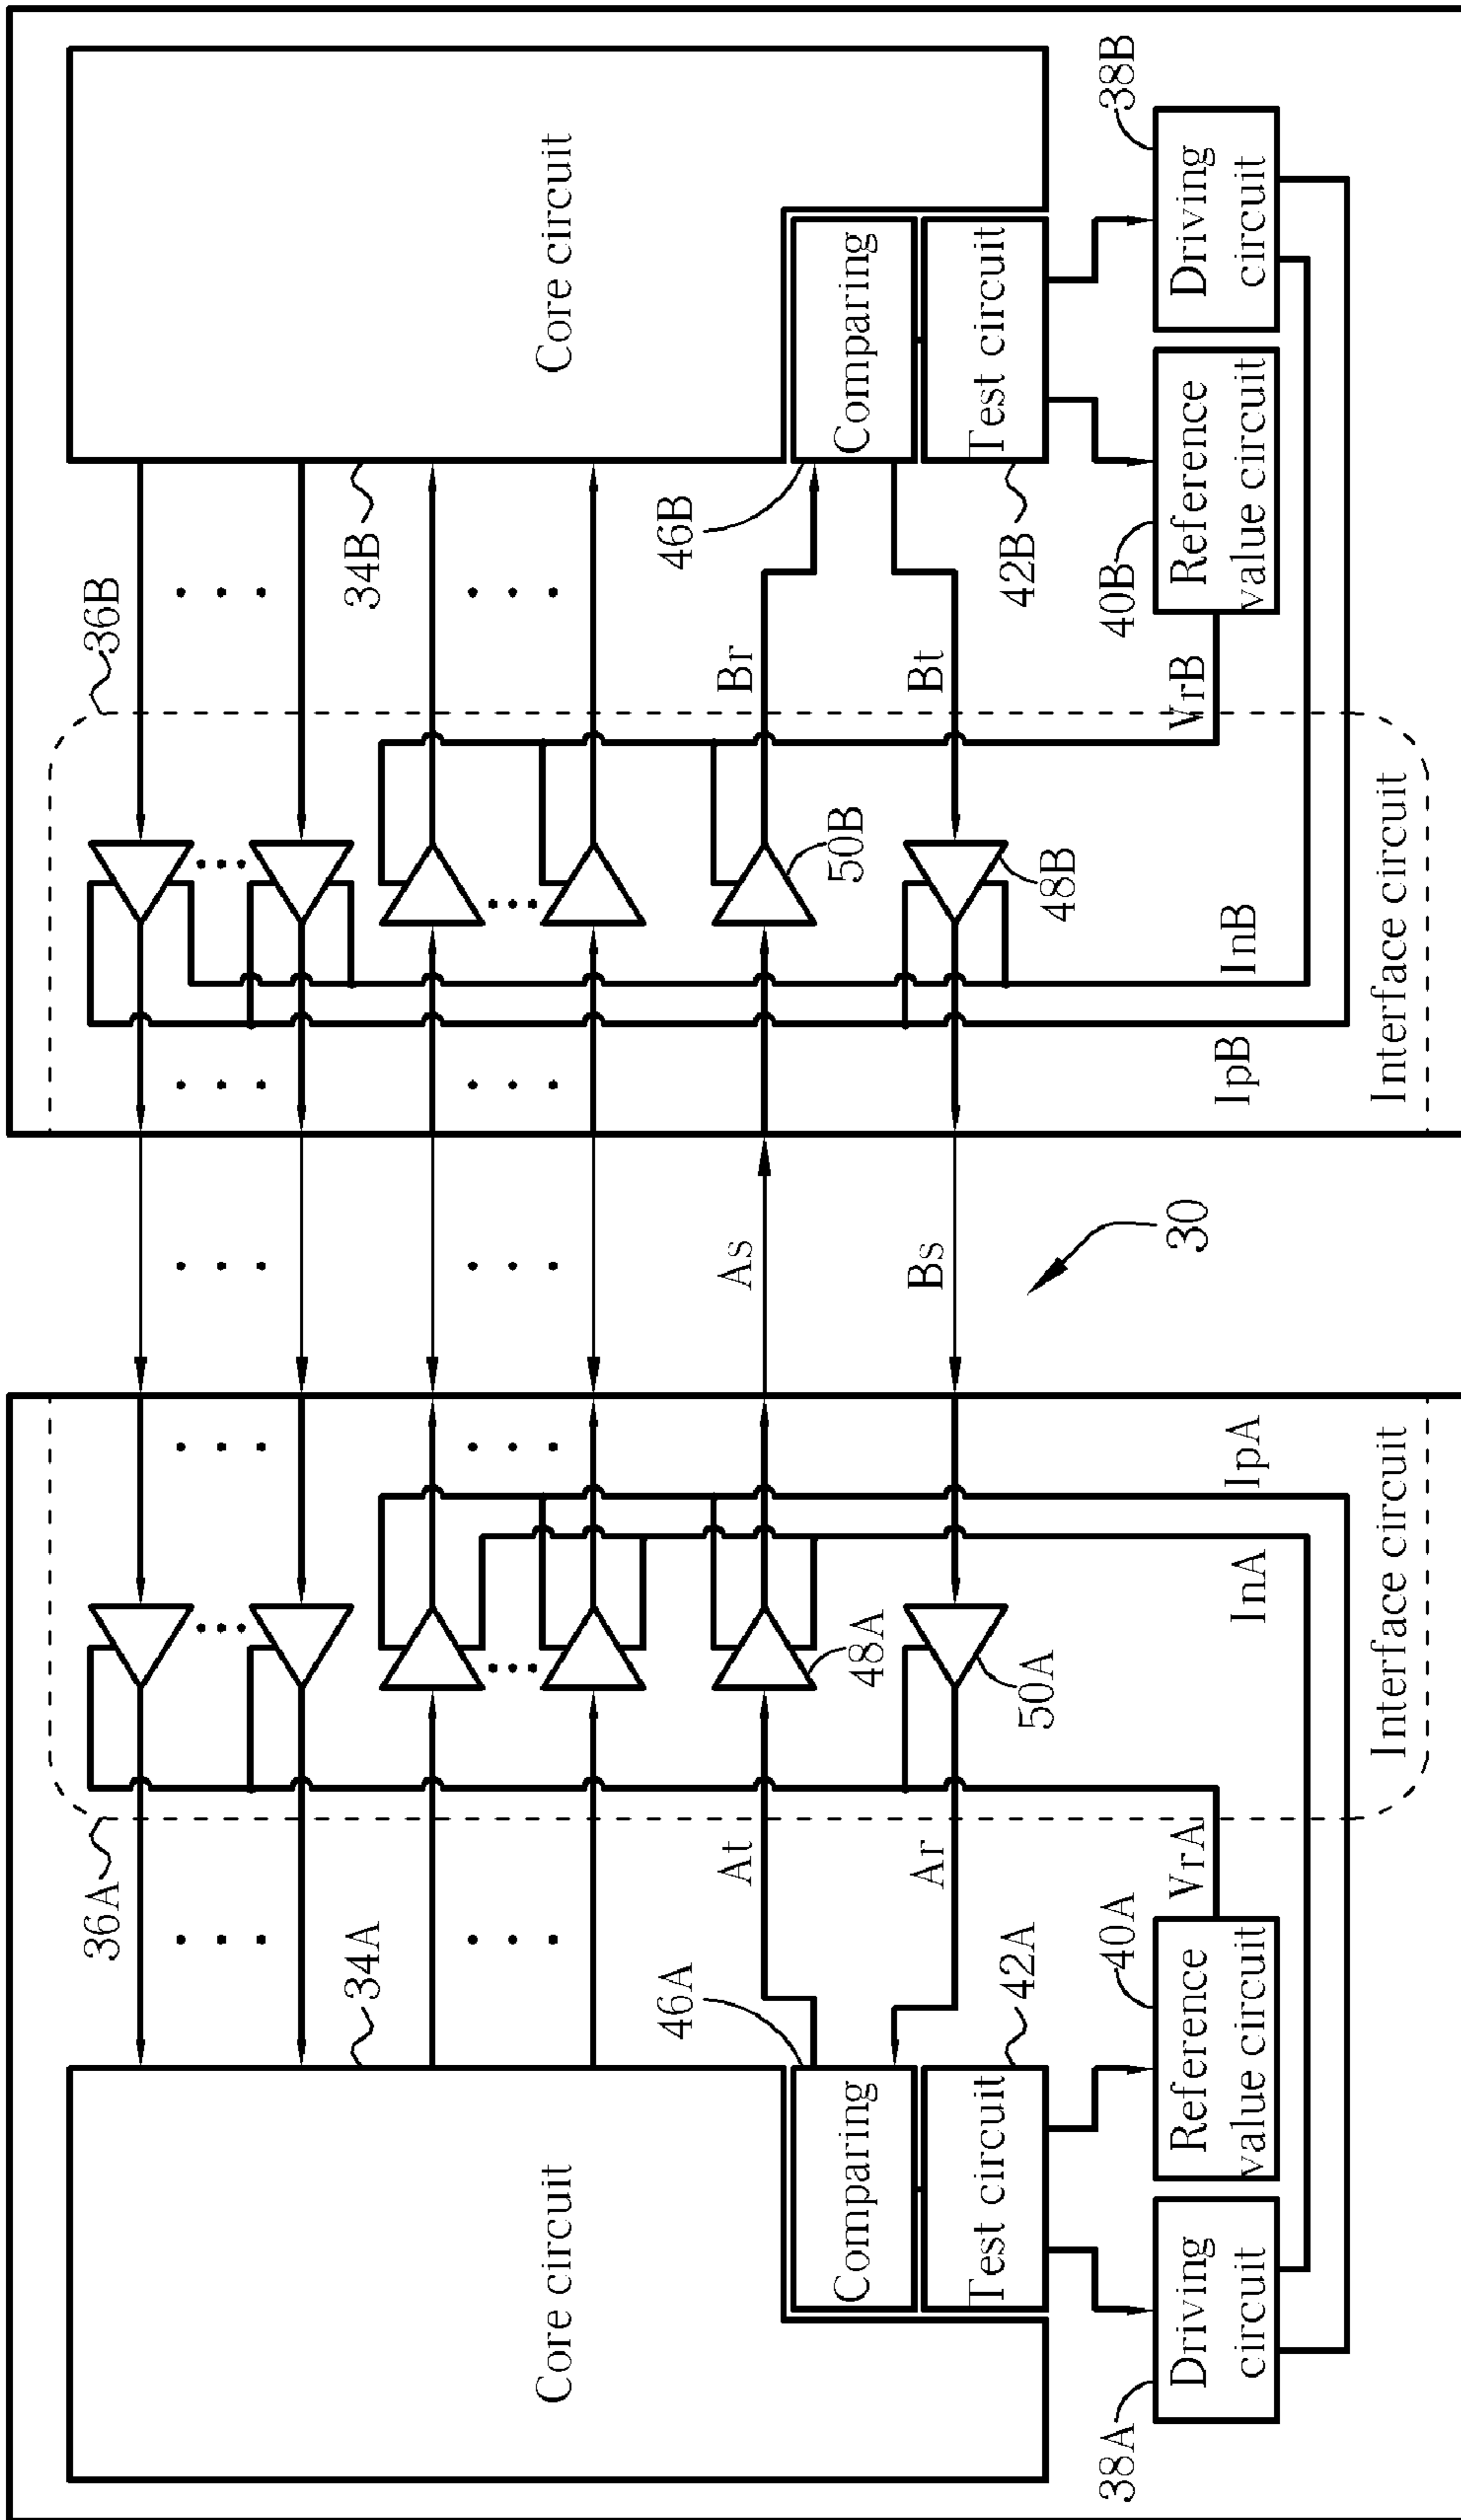 Core circuit
34A
36A
Comparing
46A
Test circuit
42A
At
Ar
48A
50A
Driving
circuit
38A
Reference
value circuit
40A
VrA
InA
IpA
Interface circuit
As
Bs
30
Core circuit
34B
36B
Comparing
46B
Test circuit
42B
Br
Bt
50B
48B
Driving
circuit
38B
Reference
value circuit
40B
VrB
InB
IpB
Interface circuit